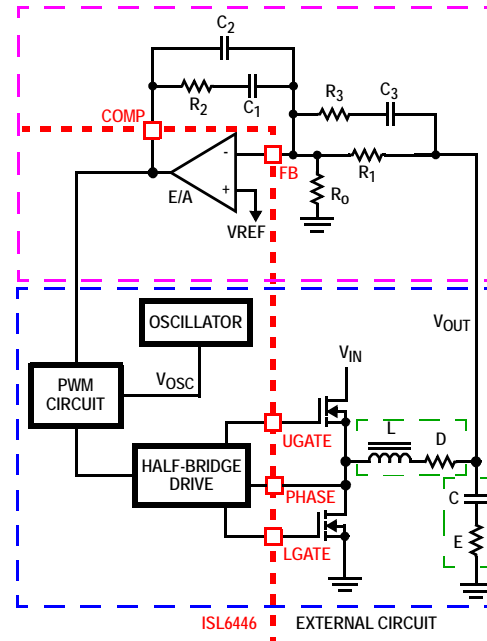 C2
R2
C1
R3
C3
COMP
-
+
E/A
FB
R1
Ro
VREF
VOUT
OSCILLATOR
VIN
PWM
CIRCUIT
VOSC
UGATE
L
D
HALF-BRIDGE
DRIVE
PHASE
C
E
LGATE
ISL6446
EXTERNAL CIRCUIT